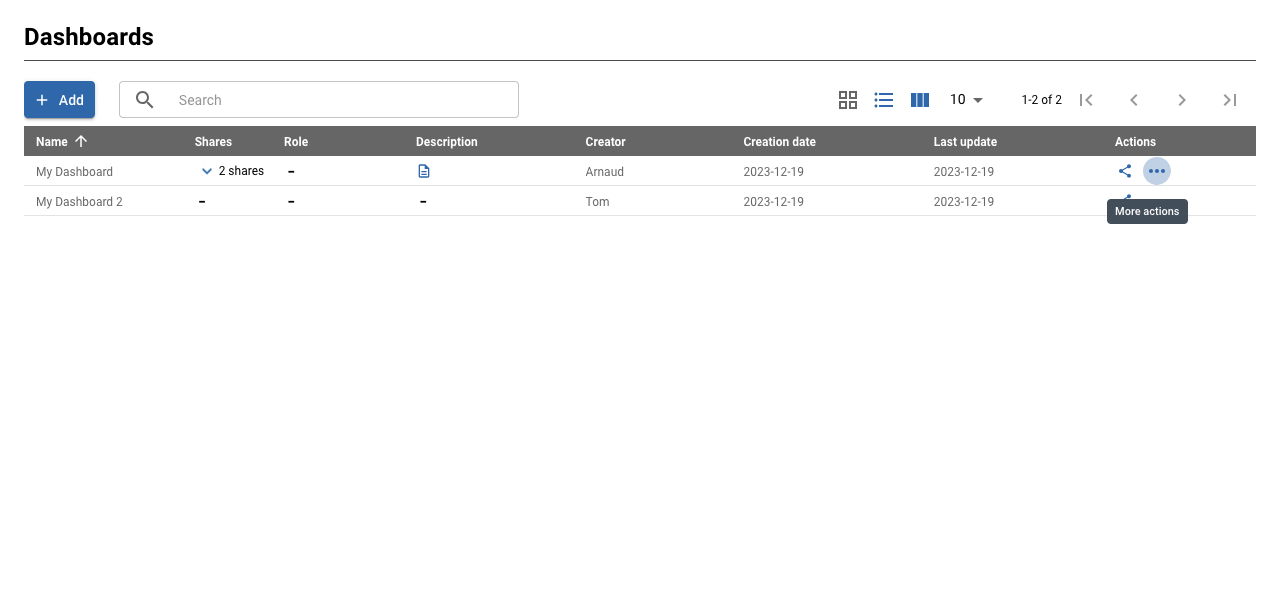 Dashboards
Add Search 10 1-2 of 2
Name Shares Role Description Creator Creation date Last update Actions
My Dashboard 2 shares – Arnaud 2023-12-19 2023-12-19
My Dashboard 2 – – – Tom 2023-12-19 2023-12-19
More actions